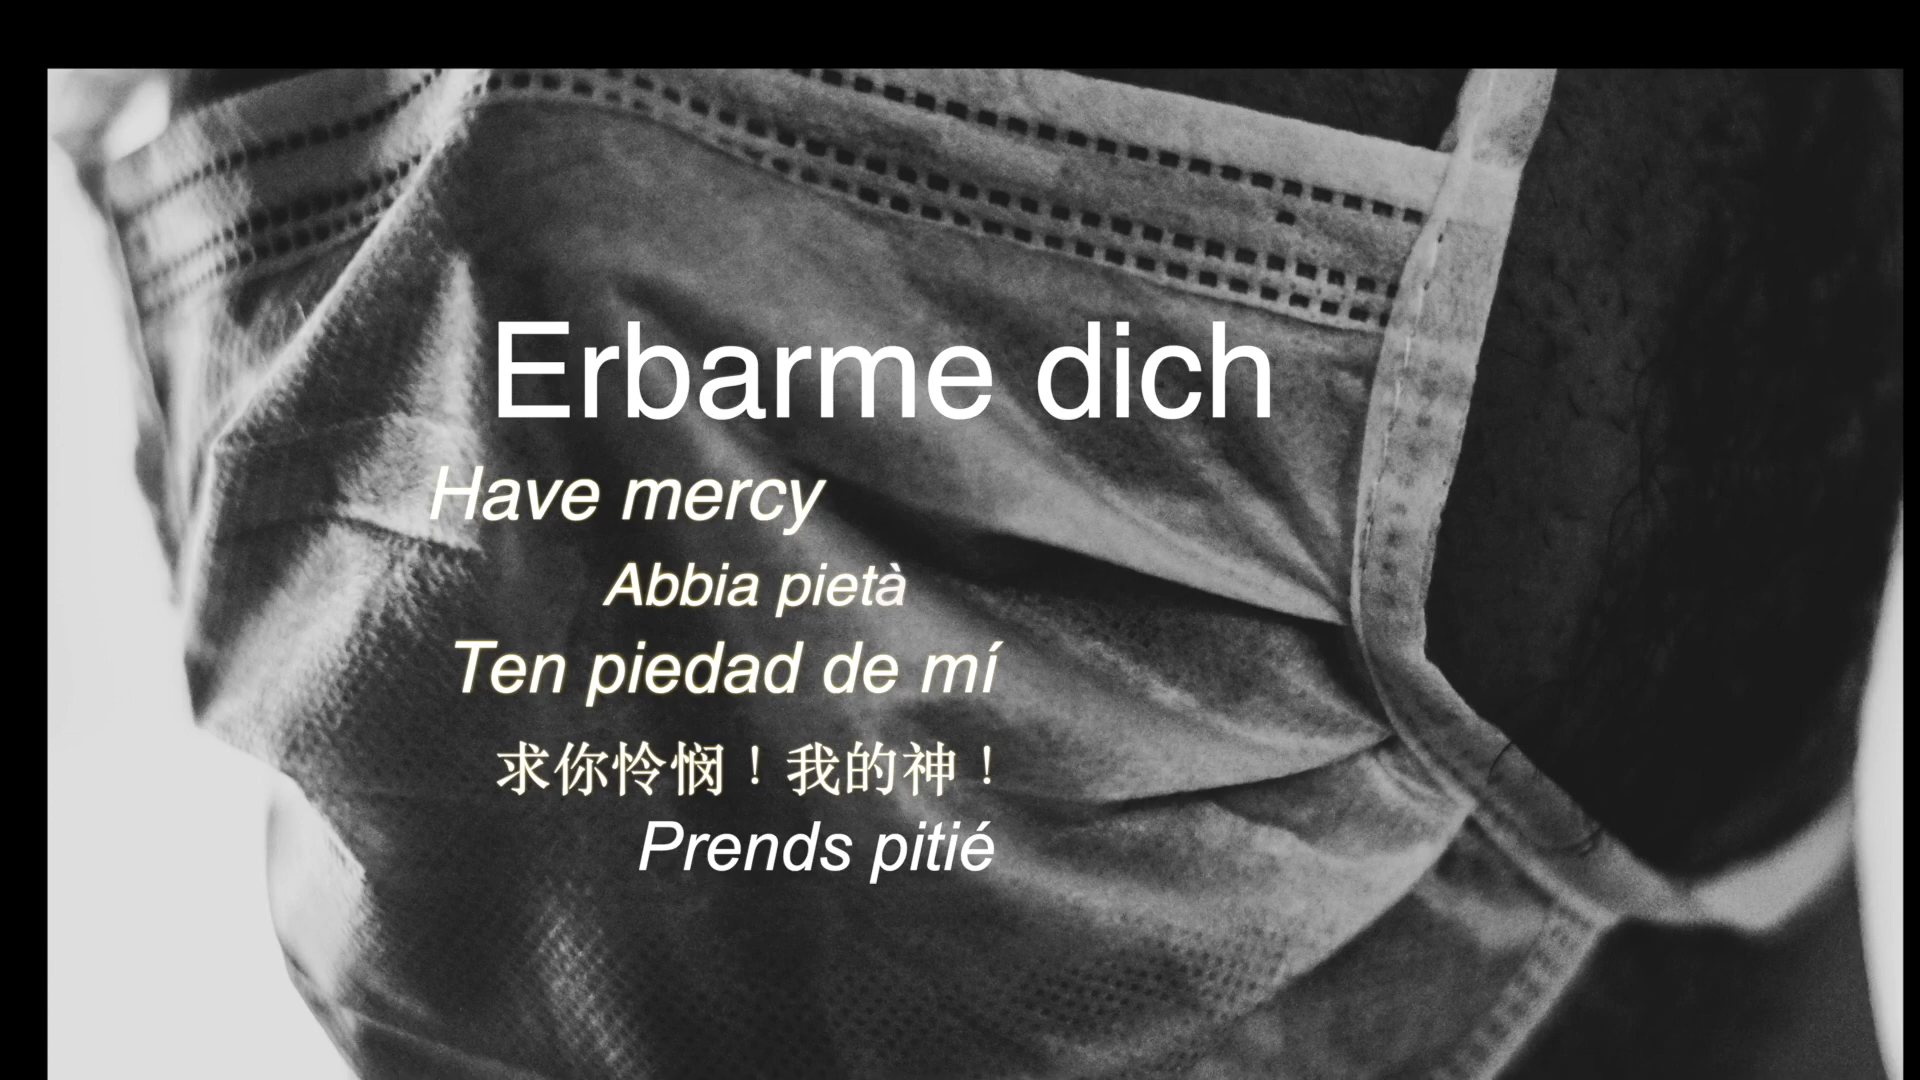 Erbarme dich
Have mercy
Abbia pietà
Ten piedad de mí
求你怜悯！我的神！
Prends pitié